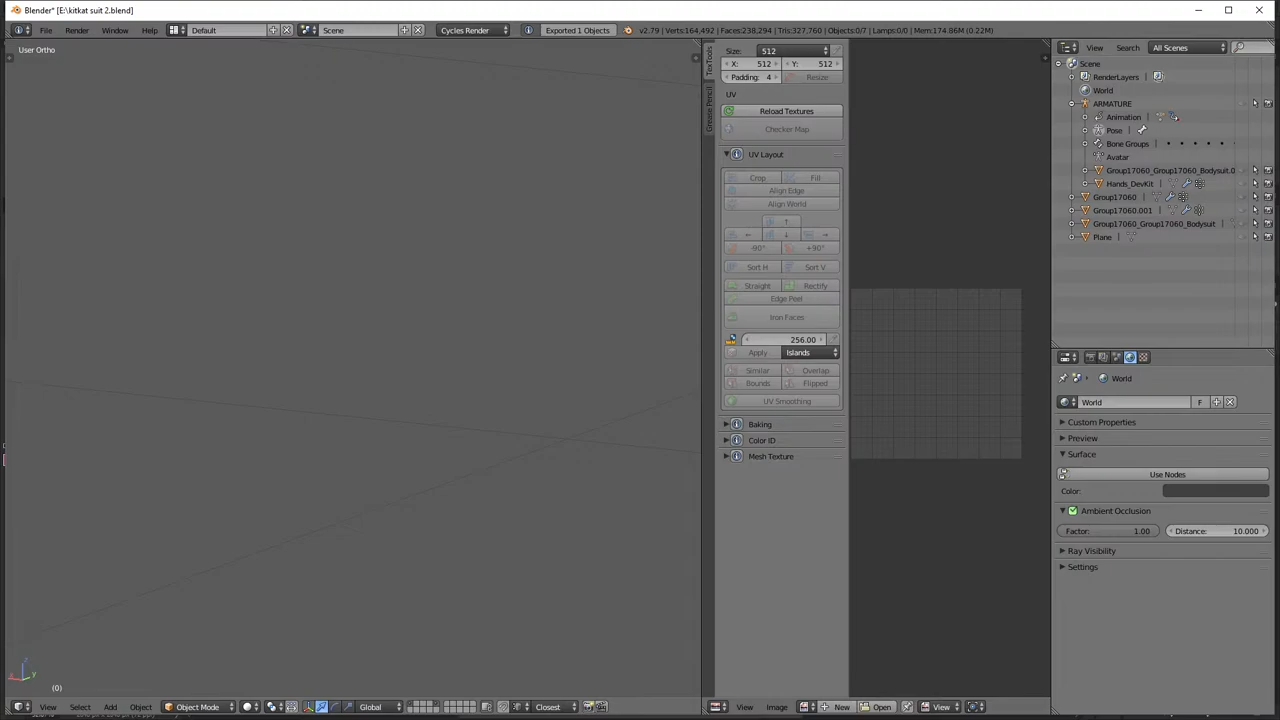 Blender* [E:\kitkat suit 2.blend]
File Render Window Help Default Scene Cycles Render Exported 1 Objects v2.79 | Verts:164,492 | Faces:238,294 | Tris:327,760 | Objects:0/7 | Lamps:0/0 | Mem:174.86M (0.22M)
User Ortho
TexTools
Grease Pencil
Size: 512
X: 512 Y: 512
Padding: 4 Resize
UV
Reload Textures
Checker Map
UV Layout
Crop Fill
Align Edge
Align World
↑
← ↓ →
-90° +90°
Sort H Sort V
Straight Rectify
Edge Peel
Iron Faces
256.00
Apply Islands
Similar Overlap
Bounds Flipped
UV Smoothing
Baking
Color ID
Mesh Texture
View Search All Scenes
Scene
RenderLayers
World
ARMATURE
Animation
Pose
Bone Groups
Avatar
Group17060_Group17060_Bodysuit.0
Hands_DevKit
Group17060
Group17060.001
Group17060_Group17060_Bodysuit
Plane
World
World F
Custom Properties
Preview
Surface
Use Nodes
Color:
Ambient Occlusion
Factor: 1.00 Distance: 10.000
Ray Visibility
Settings
z
x y
(0)
View Select Add Object Object Mode Global Closest
View Image New Open View